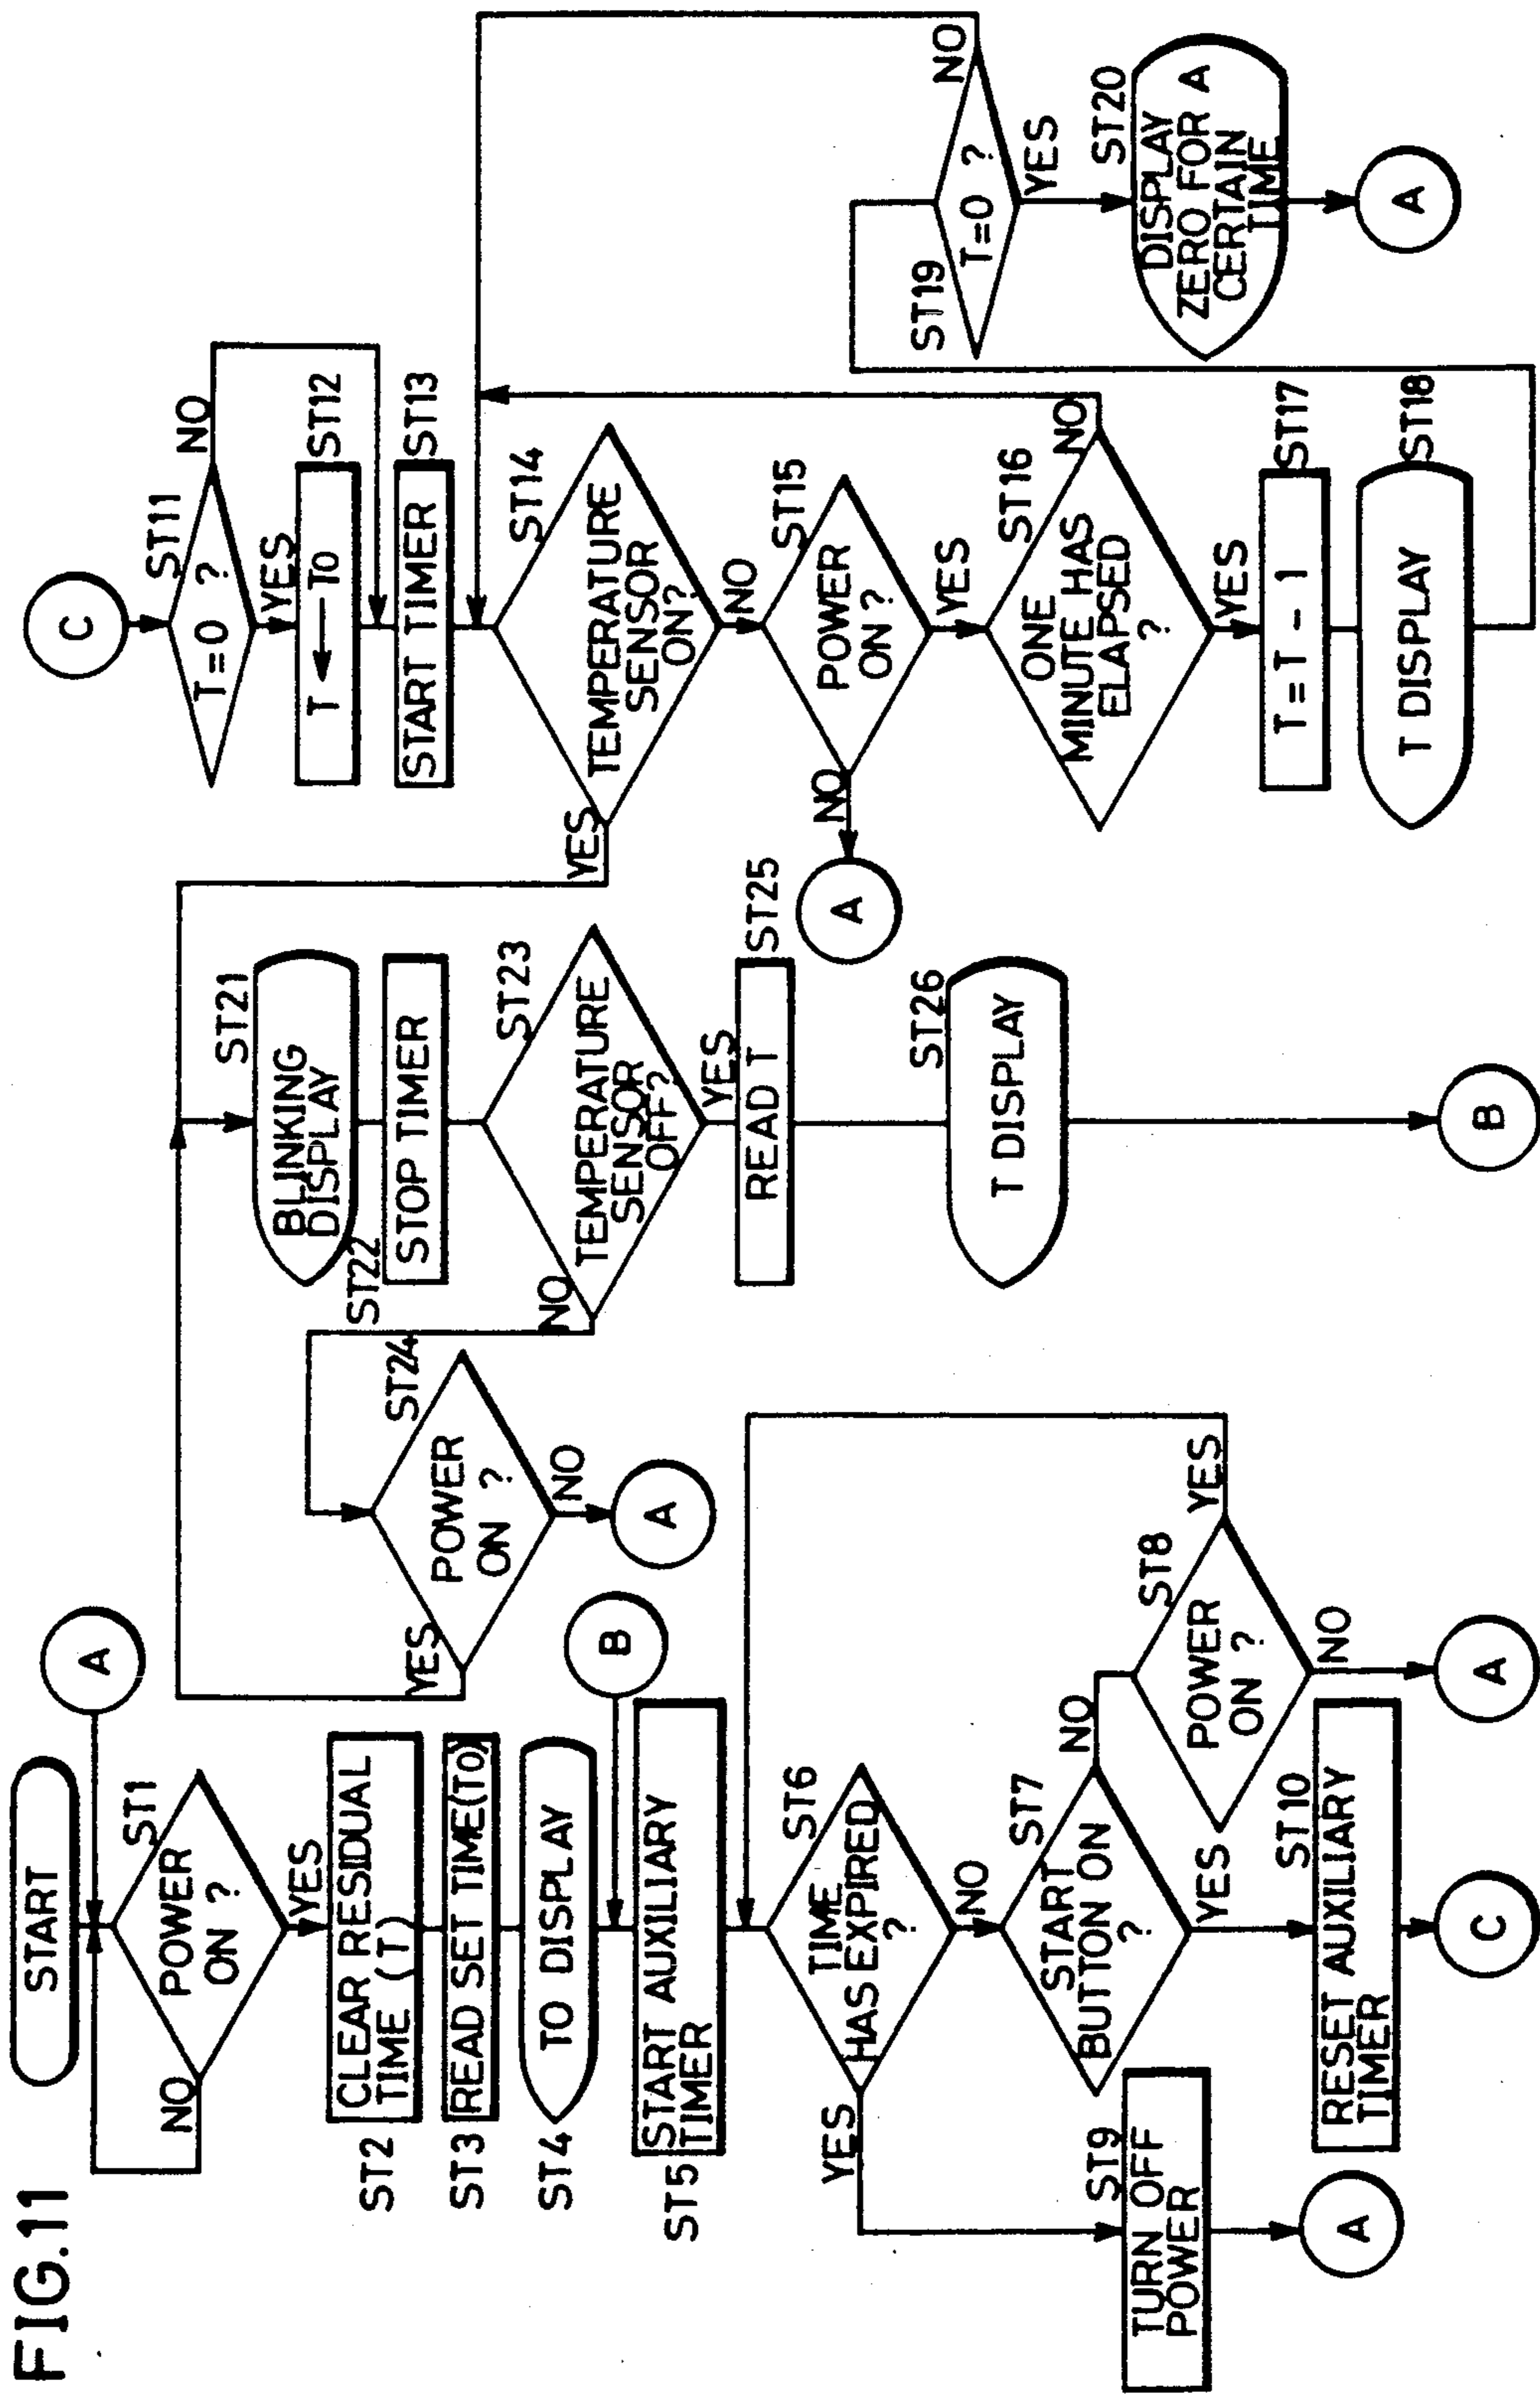 FIG.11
START
A
ST1
POWER
ON ?
NO
YES
ST2
CLEAR RESIDUAL
TIME (T)
ST3
READ SET TIME(TO)
ST4
TO DISPLAY
B
ST5
START AUXILIARY
TIMER
ST6
TIME
HAS EXPIRED
?
YES
NO
ST7
START
BUTTON ON
?
NO
YES
ST8
POWER
ON ?
YES
NO
A
ST9
TURN OFF
POWER
A
ST10
RESET AUXILIARY
TIMER
C
ST21
BLINKING
DISPLAY
ST22
STOP TIMER
ST23
TEMPERATURE
SENSOR
OFF?
NO
YES
ST24
POWER
ON ?
YES
NO
A
ST25
READ T
ST26
T DISPLAY
B
C
ST11
T=0 ?
NO
YES
ST12
T ← TO
ST13
START TIMER
ST14
TEMPERATURE
SENSOR
ON?
YES
NO
ST15
POWER
ON ?
NO
A
YES
ST16
ONE
MINUTE HAS
ELAPSED
?
NO
YES
ST17
T=T-1
ST18
T DISPLAY
ST19
T=0 ?
NO
YES
ST20
DISPLAY
ZERO FOR A
CERTAIN
TIME
A